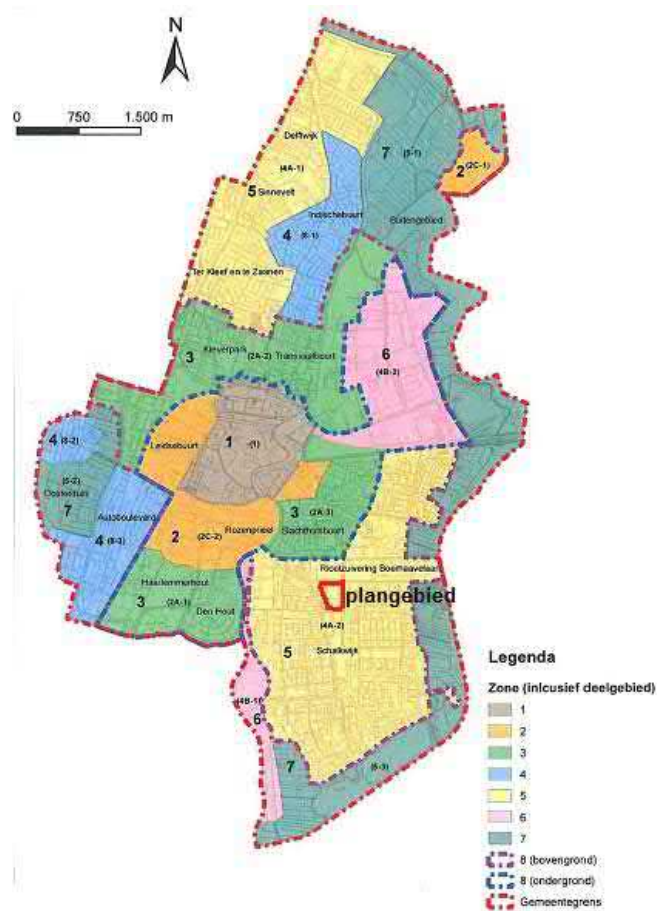 N
0 750 1.500 m
Delftwijk
7 (5-1)
2 (2C-1)
(4A-1)
5 Sinnevelt
Indischebuurt
Buitengebied
4 (6-1)
Ter Kleef en te Zaanen
6
(4B-2)
Kleverpark
3 (2A-2) Transvaalbuurt
4 (6-2)
1 (1)
Leidsebuurt
(5-2)
Oosterduin
7
Autoboulevard
3 (2A-3)
2 Rozenprieel Slachthuisbuurt
4 (6-3)
(2C-2)
Rioolzuivering Boerhaavelaan
Haarlemmerhout
plangebied
3 (2A-1) Den Hout
(4A-2)
5 Schalkwijk
(4B-1)
6
7 (5-3)
Legenda
Zone (inlcusief deelgebied)
1
2
3
4
5
6
7
8 (bovengrond)
8 (ondergrond)
Gemeentegrens